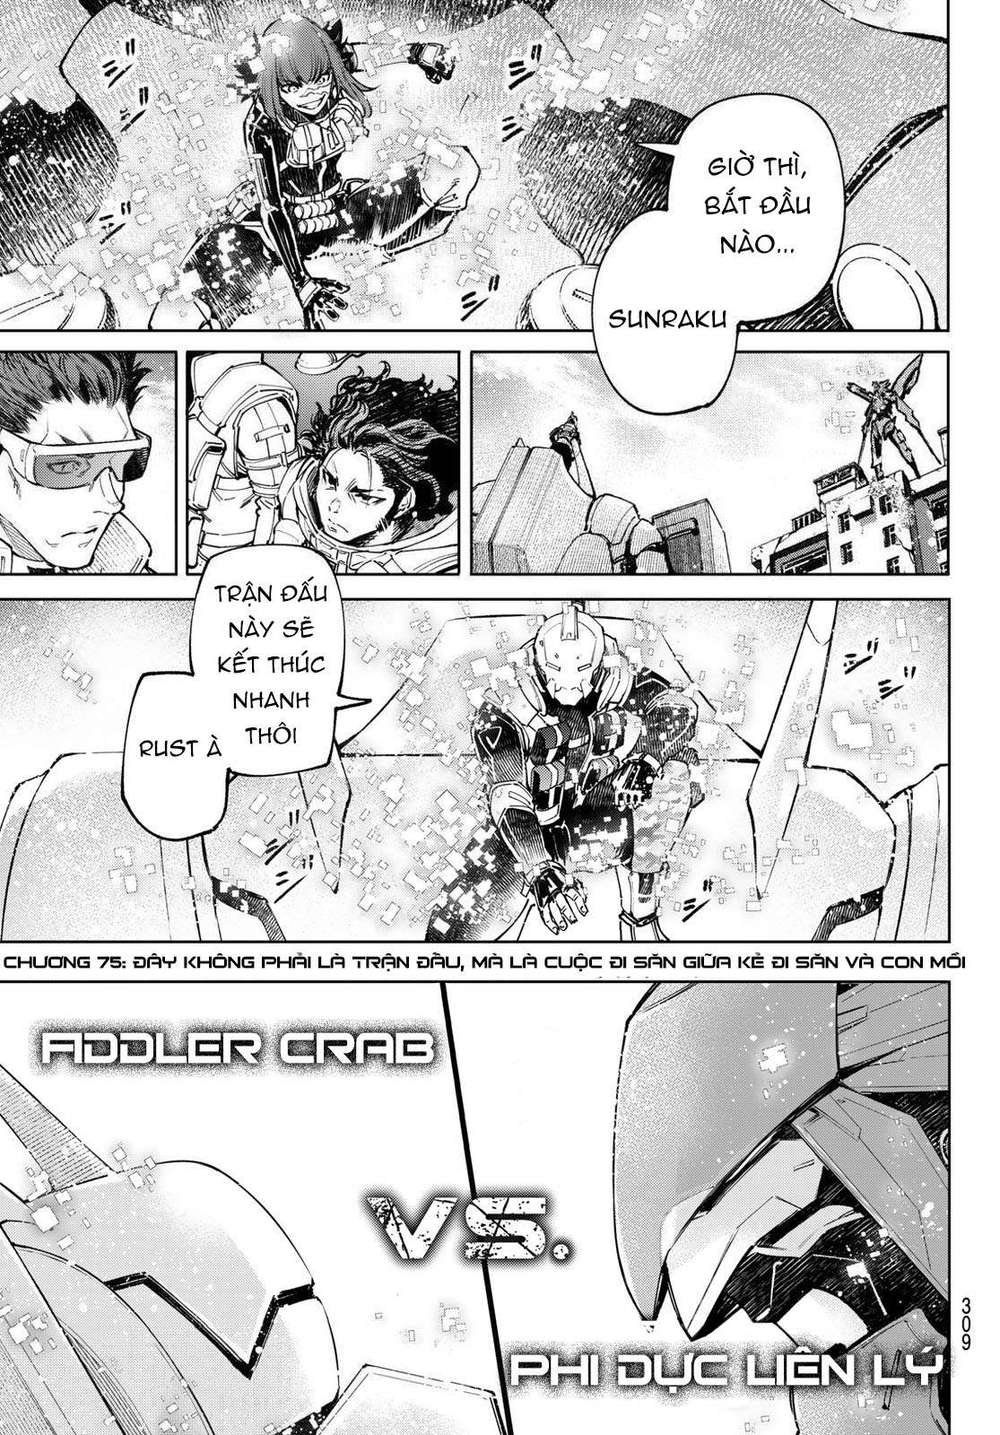 GIỜ THÌ,
BẮT ĐẦU
NÀO...
SUNRAKU
TRẬN ĐẤU
NÀY SẼ
KẾT THÚC
NHANH
THÔI
RUST À
CHƯƠNG 75: ĐÂY KHÔNG PHẢI LÀ TRẬN ĐẦU, MÀ LÀ CUỘC ĐI SĂN GIỮA KẺ ĐI SĂN VÀ CON MỒI
ADDLER CRAB
VS.
PHI DỰC LIÊN LÝ
309